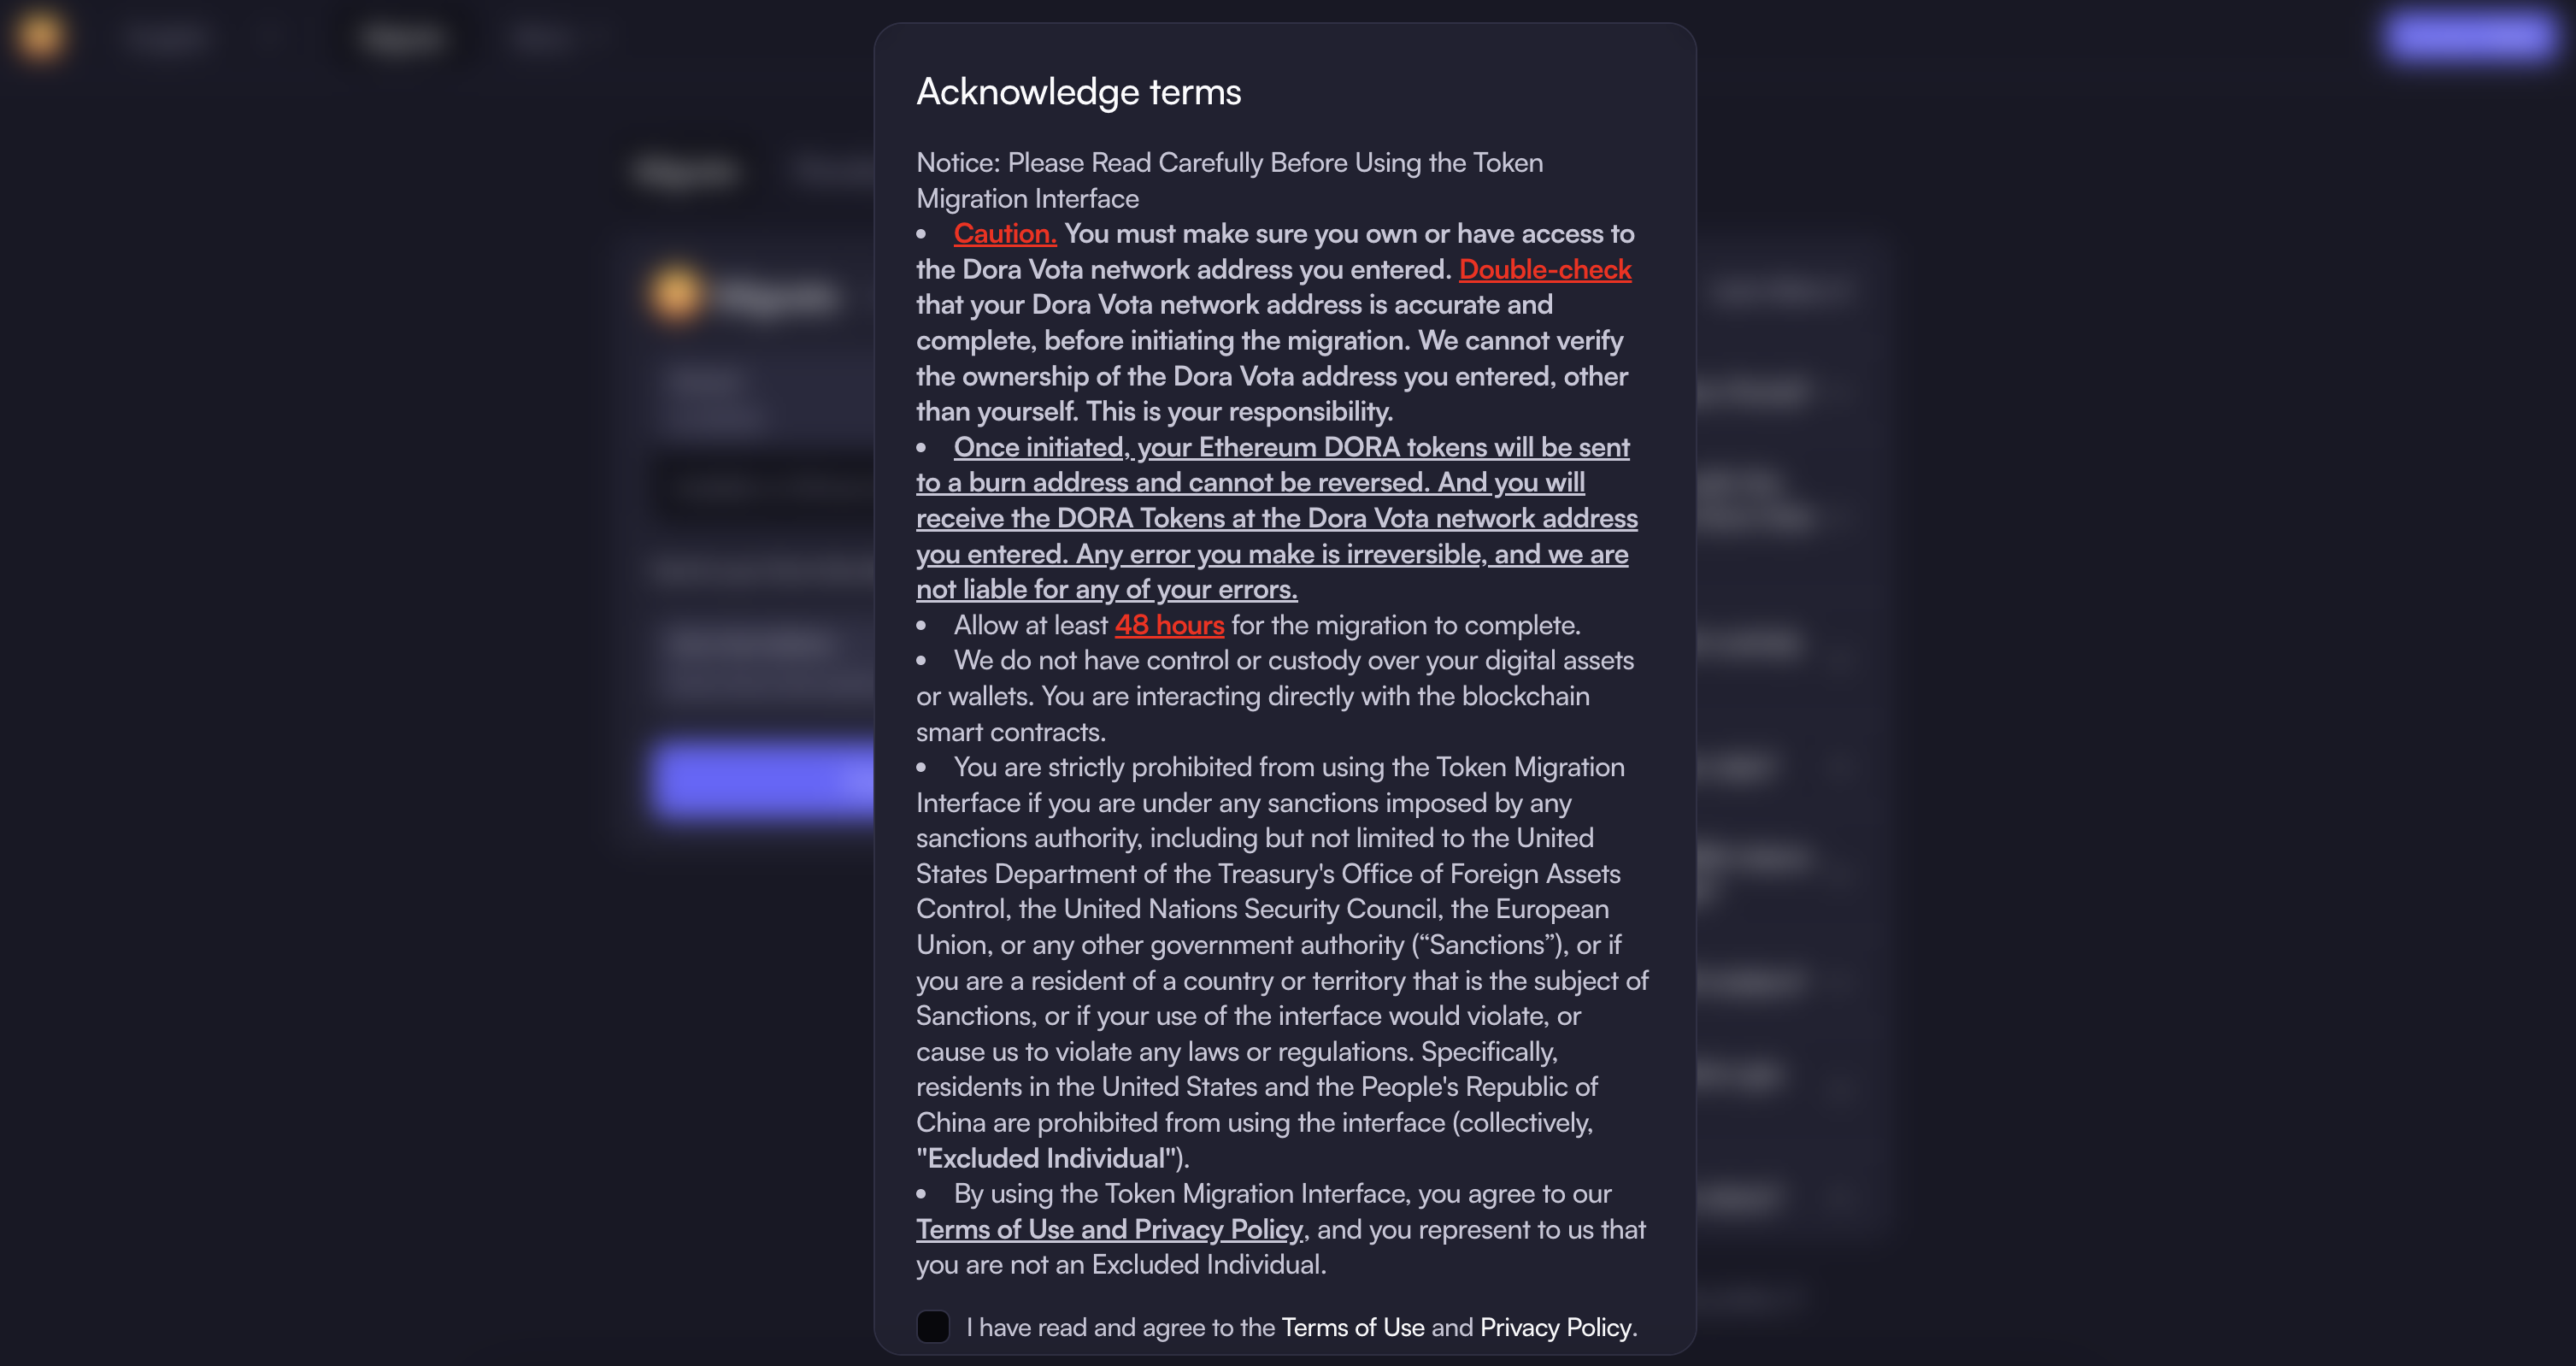 Acknowledge terms
Notice: Please Read Carefully Before Using the Token
Migration Interface
• Caution. You must make sure you own or have access to
the Dora Vota network address you entered. Double-check
that your Dora Vota network address is accurate and
complete, before initiating the migration. We cannot verify
the ownership of the Dora Vota address you entered, other
than yourself. This is your responsibility.
• Once initiated, your Ethereum DORA tokens will be sent
to a burn address and cannot be reversed. And you will
receive the DORA Tokens at the Dora Vota network address
you entered. Any error you make is irreversible, and we are
not liable for any of your errors.
• Allow at least 48 hours for the migration to complete.
• We do not have control or custody over your digital assets
or wallets. You are interacting directly with the blockchain
smart contracts.
• You are strictly prohibited from using the Token Migration
Interface if you are under any sanctions imposed by any
sanctions authority, including but not limited to the United
States Department of the Treasury's Office of Foreign Assets
Control, the United Nations Security Council, the European
Union, or any other government authority (“Sanctions”), or if
you are a resident of a country or territory that is the subject of
Sanctions, or if your use of the interface would violate, or
cause us to violate any laws or regulations. Specifically,
residents in the United States and the People's Republic of
China are prohibited from using the interface (collectively,
"Excluded Individual").
• By using the Token Migration Interface, you agree to our
Terms of Use and Privacy Policy, and you represent to us that
you are not an Excluded Individual.
I have read and agree to the Terms of Use and Privacy Policy.